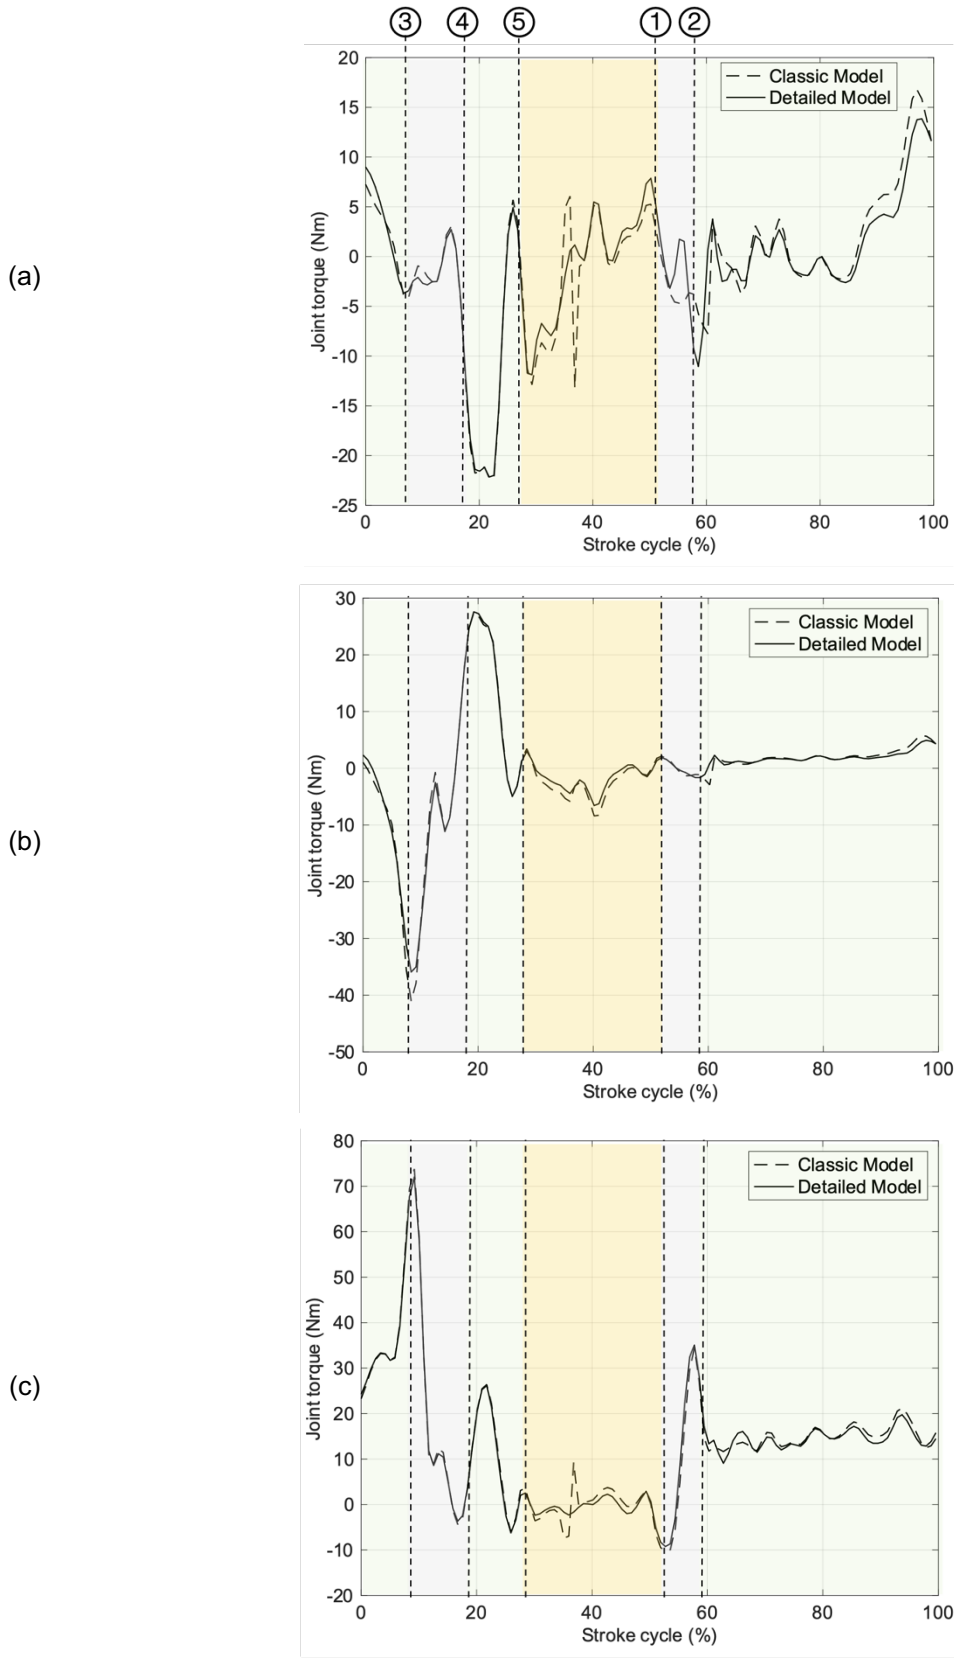 ③ ④ ⑤ ① ②
(a)
Classic Model
Detailed Model
Joint torque (Nm)
20
15
10
5
0
-5
-10
-15
-20
-25
0 20 40 60 80 100
Stroke cycle (%)
(b)
Classic Model
Detailed Model
Joint torque (Nm)
30
20
10
0
-10
-20
-30
-40
-50
0 20 40 60 80 100
Stroke cycle (%)
(c)
Classic Model
Detailed Model
Joint torque (Nm)
80
70
60
50
40
30
20
10
0
-10
-20
0 20 40 60 80 100
Stroke cycle (%)